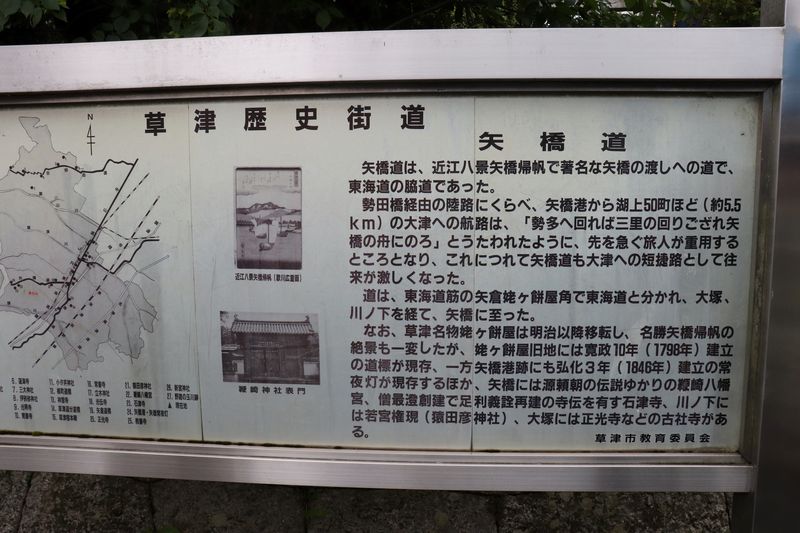 N
草津歴史街道
矢橋道
矢橋道は、近江八景矢橋帰帆で著名な矢橋の渡しへの道で、
東海道の脇道であった。
勢田橋経由の陸路にくらべ、矢橋港から湖上50町ほど(約5.5
km)の大津への航路は、「勢多へ回れば三里の回りござれ矢
橋の舟にのろ」とうたわれたように、先を急ぐ旅人が重用する
ところとなり、これにつれて矢橋道も大津への短捷路として往
来が激しくなった。
道は、東海道筋の矢倉姥ヶ餅屋角で東海道と分かれ、大塚、
川ノ下を経て、矢橋に至った。
なお、草津名物姥ヶ餅屋は明治以降移転し、名勝矢橋帰帆の
絶景も一変したが、姥ヶ餅屋旧地には寛政10年(1798年)建立
の道標が現存、一方矢橋港跡にも弘化3年(1846年)建立の常
夜灯が現存するほか、矢橋には源頼朝の伝説ゆかりの鞭崎八幡
宮、僧最澄創建で足利義詮再建の寺伝を有す石津寺、川ノ下に
は若宮権現(猿田彦神社)、大塚には正光寺などの古社寺があ
る。
草津市教育委員会
近江八景矢橋帰帆(歌川広重画)
鞭崎神社表門